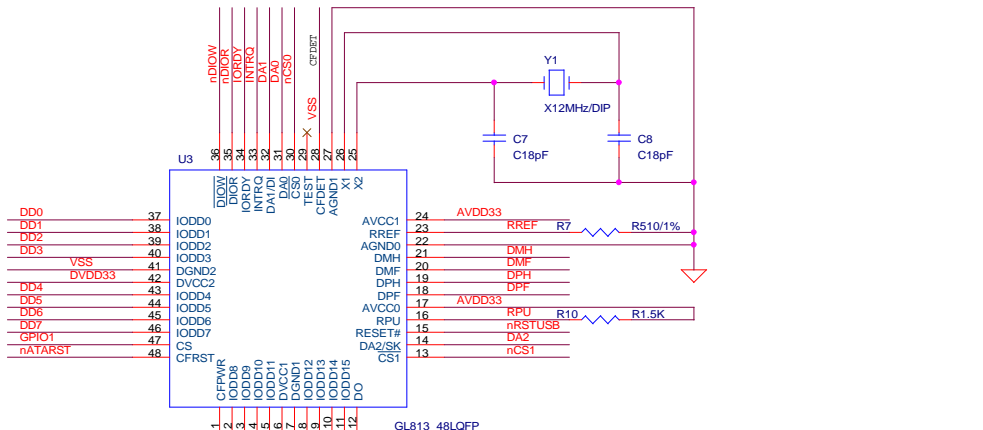 nDIOW
nDIOR
IORDY
INTRQ
DA1
DA0
nCS0
VSS
CFDET
Y1
X12MHz/DIP
C7
C18pF
C8
C18pF
U3
36
35
34
33
32
31
30
29
28
27
26
25
DIOW
DIOR
IORDY
INTRQ
DA1/DI
DA0
CS0
TEST
CFDET
AGND1
X1
X2
DD0 37 IODD0
DD1 38 IODD1
DD2 39 IODD2
DD3 40 IODD3
VSS 41 DGND2
DVDD33 42 DVCC2
DD4 43 IODD4
DD5 44 IODD5
DD6 45 IODD6
DD7 46 IODD7
GPIO1 47 CS
nATARST 48 CFRST
AVCC1 24 AVDD33
RREF 23 RREF R7 R510/1%
AGND0 22
DMH 21 DMH
DMF 20 DMF
DPH 19 DPH
DPF 18 DPF
AVCC0 17 AVDD33
RPU 16 RPU R10 R1.5K
RESET# 15 nRSTUSB
DA2/SK 14 DA2
CS1 13 nCS1
CFPWR
IODD8
IODD9
IODD10
IODD11
DVCC1
DGND1
IODD12
IODD13
IODD14
IODD15
DO
1
2
3
4
5
6
7
8
9
10
11
12
GL813_48LQFP